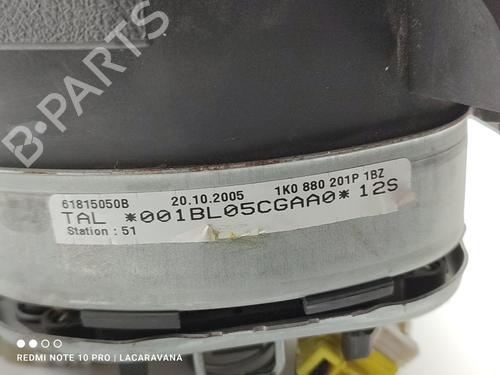 B-PARTS
61815050B 20.10.2005 1K0 880 201P 1BZ
TAL *001BL05CGAA0* 12S
Station : 51
REDMI NOTE 10 PRO | LACARAVANA